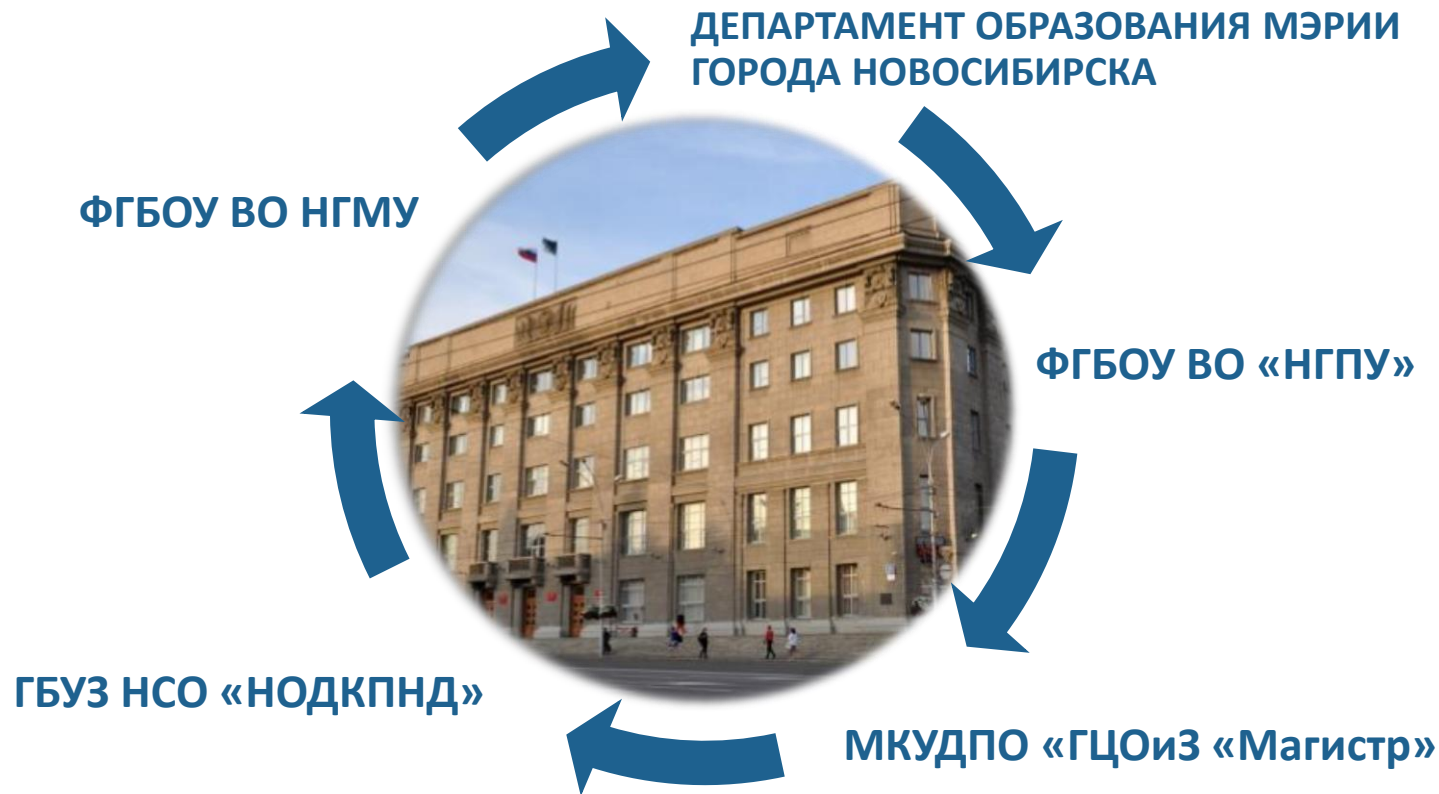 ДЕПАРТАМЕНТ ОБРАЗОВАНИЯ МЭРИИ
ГОРОДА НОВОСИБИРСКА
ФГБОУ ВО НГМУ
ФГБОУ ВО «НГПУ»
ГБУЗ НСО «НОДКПНД»
МКУДПО «ГЦОиЗ «Магистр»